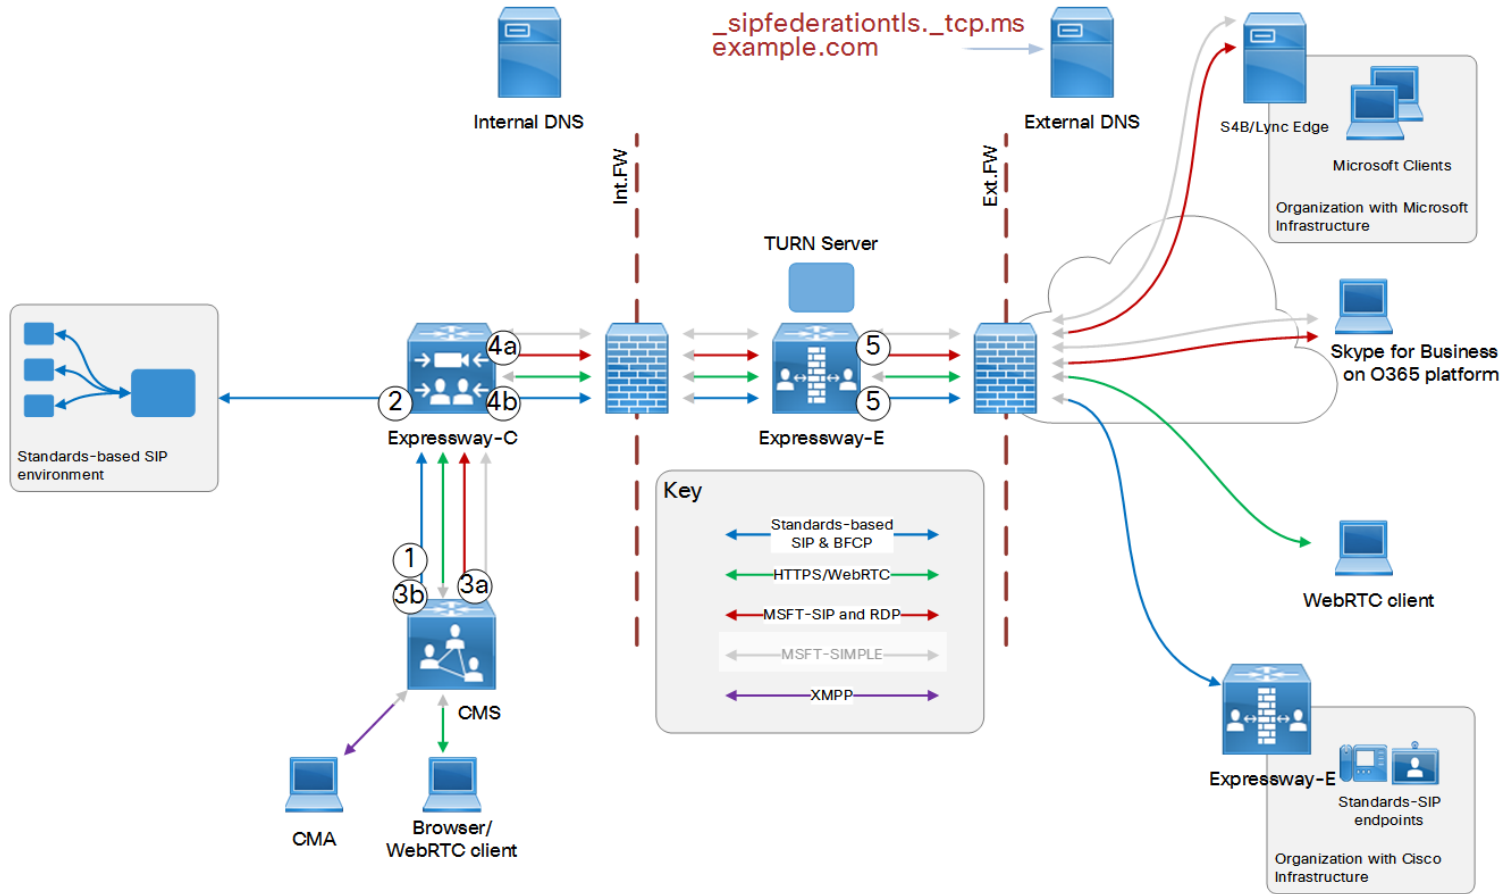 _sipfederationtls._tcp.ms
example.com
Internal DNS
External DNS
S4B/Lync Edge
Microsoft Clients
Organization with Microsoft
Infrastructure
Int.FW
Ext.FW
TURN Server
4a
5
2
4b
5
Expressway-C
Expressway-E
Skype for Business
on O365 platform
Standards-based SIP
environment
Key
Standards-based
SIP & BFCP
HTTPS/WebRTC
MSFT-SIP and RDP
MSFT-SIMPLE
XMPP
1
3b
3a
WebRTC client
CMS
CMA
Browser/
WebRTC client
Expressway-E
Standards-SIP
endpoints
Organization with Cisco
Infrastructure